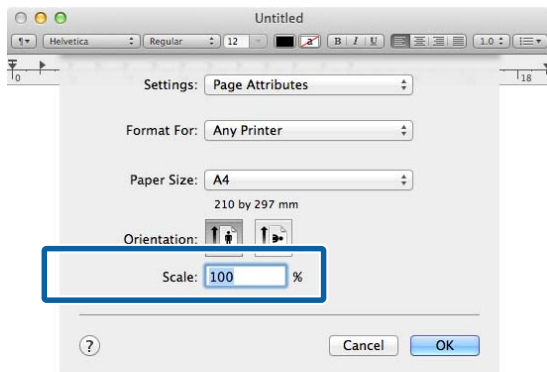 Untitled
¶ Helvetica Regular 12 a B I U 1.0
0 18
Settings: Page Attributes
Format For: Any Printer
Paper Size: A4
210 by 297 mm
Orientation:
Scale: 100 %
? Cancel OK